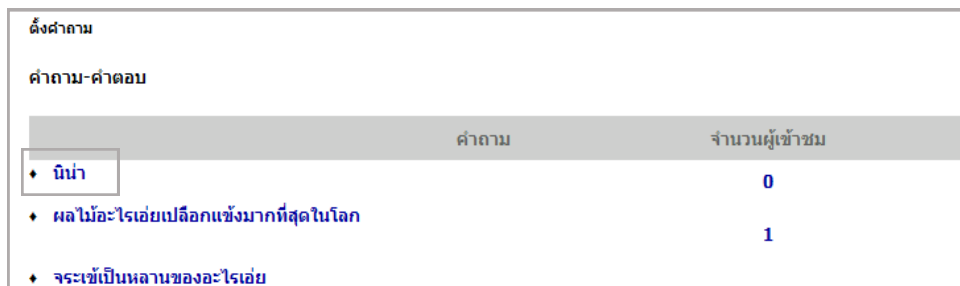 ตั้งคำถาม
คำถาม-คำตอบ
คำถาม จำนวนผู้เข้าชม
♦ นิน่า 0
♦ ผลไม้อะไรเอ่ยเปลือกแข้งมากที่สุดในโลก 1
♦ จระเข้เป็นหลานของอะไรเอ่ย